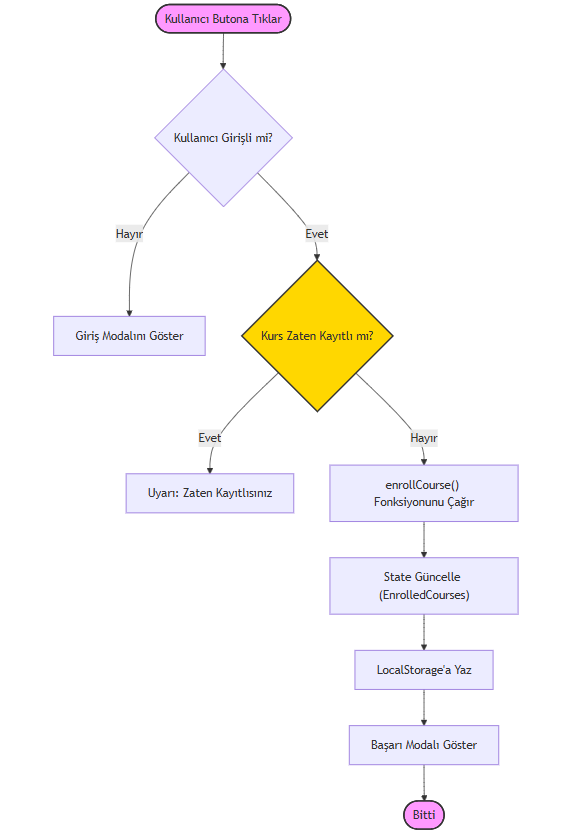 Kullanıcı Butona Tıklar
Kullanıcı Girişli mi?
Hayır
Evet
Giriş Modalını Göster
Kurs Zaten Kayıtlı mı?
Evet
Hayır
Uyarı: Zaten Kayıtlısınız
enrollCourse()
Fonksiyonunu Çağır
State Güncelle
(EnrolledCourses)
LocalStorage'a Yaz
Başarı Modalı Göster
Bitti